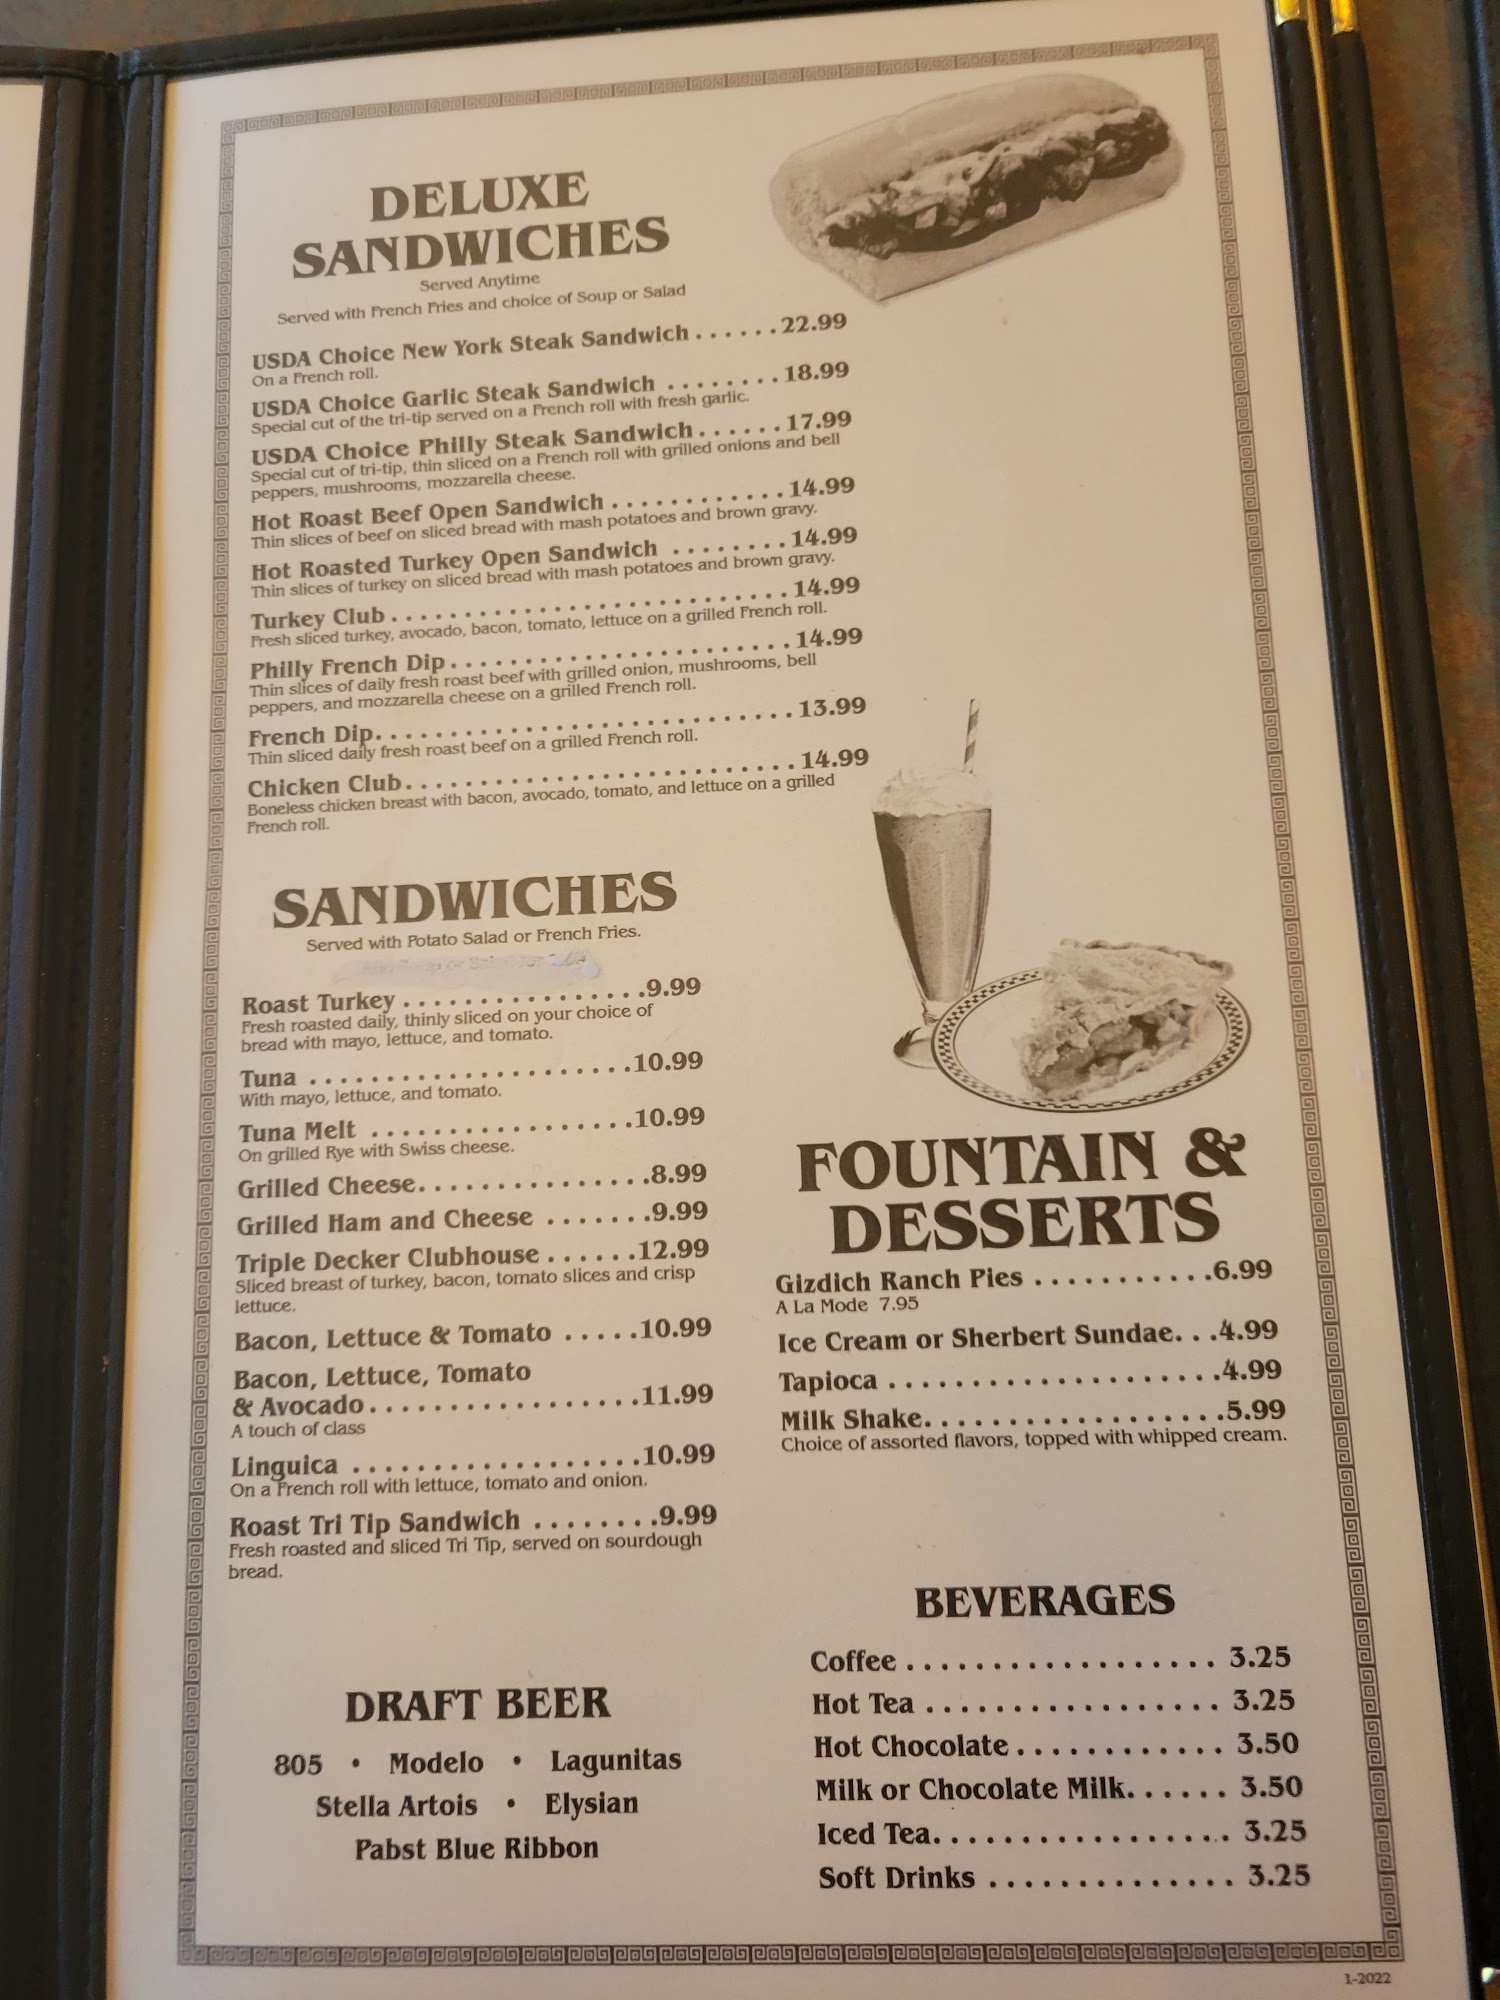 DELUXE
SANDWICHES
Served Anytime
Served with French Fries and choice of Soup or Salad
USDA Choice New York Steak Sandwich . . . . . . 22.99
On a French roll.
USDA Choice Garlic Steak Sandwich . . . . . . . . 18.99
Special cut of the tri-tip served on a French roll with fresh garlic.
USDA Choice Philly Steak Sandwich . . . . . . 17.99
Special cut of tri-tip, thin sliced on a French roll with grilled onions and bell
peppers, mushrooms, mozzarella cheese.
Hot Roast Beef Open Sandwich . . . . . . . . . . . . 14.99
Thin slices of beef on sliced bread with mash potatoes and brown gravy.
Hot Roasted Turkey Open Sandwich . . . . . . . . 14.99
Thin slices of turkey on sliced bread with mash potatoes and brown gravy.
Turkey Club . . . . . . . . . . . . . . . . . . . . . . . . . . . 14.99
Fresh sliced turkey, avocado, bacon, tomato, lettuce on a grilled French roll.
Philly French Dip . . . . . . . . . . . . . . . . . . . . . . . 14.99
Thin slices of daily fresh roast beef with grilled onion, mushrooms, bell
peppers, and mozzarella cheese on a grilled French roll.
French Dip. . . . . . . . . . . . . . . . . . . . . . . . . . . . 13.99
Thin sliced daily fresh roast beef on a grilled French roll.
Chicken Club. . . . . . . . . . . . . . . . . . . . . . . . . . 14.99
Boneless chicken breast with bacon, avocado, tomato, and lettuce on a grilled
French roll.
SANDWICHES
Served with Potato Salad or French Fries.
Roast Turkey . . . . . . . . . . . . . . . . 9.99
Fresh roasted daily, thinly sliced on your choice of
bread with mayo, lettuce, and tomato.
Tuna . . . . . . . . . . . . . . . . . . . . . 10.99
With mayo, lettuce, and tomato.
Tuna Melt . . . . . . . . . . . . . . . . . 10.99
On grilled Rye with Swiss cheese.
Grilled Cheese. . . . . . . . . . . . . . . 8.99
Grilled Ham and Cheese . . . . . . . 9.99
Triple Decker Clubhouse . . . . . . 12.99
Sliced breast of turkey, bacon, tomato slices and crisp
lettuce.
Bacon, Lettuce & Tomato . . . . . 10.99
Bacon, Lettuce, Tomato
& Avocado . . . . . . . . . . . . . . . . . 11.99
A touch of class
Linguica . . . . . . . . . . . . . . . . . . . 10.99
On a French roll with lettuce, tomato and onion.
Roast Tri Tip Sandwich . . . . . . . . 9.99
Fresh roasted and sliced Tri Tip, served on sourdough
bread.
DRAFT BEER
805 • Modelo • Lagunitas
Stella Artois • Elysian
Pabst Blue Ribbon
FOUNTAIN &
DESSERTS
Gizdich Ranch Pies . . . . . . . . . . . 6.99
A La Mode 7.95
Ice Cream or Sherbert Sundae. . . 4.99
Tapioca . . . . . . . . . . . . . . . . . . . . 4.99
Milk Shake. . . . . . . . . . . . . . . . . . 5.99
Choice of assorted flavors, topped with whipped cream.
BEVERAGES
Coffee . . . . . . . . . . . . . . . . . . 3.25
Hot Tea . . . . . . . . . . . . . . . . . 3.25
Hot Chocolate . . . . . . . . . . . . 3.50
Milk or Chocolate Milk. . . . . . 3.50
Iced Tea. . . . . . . . . . . . . . . . . 3.25
Soft Drinks . . . . . . . . . . . . . . 3.25
1-2022